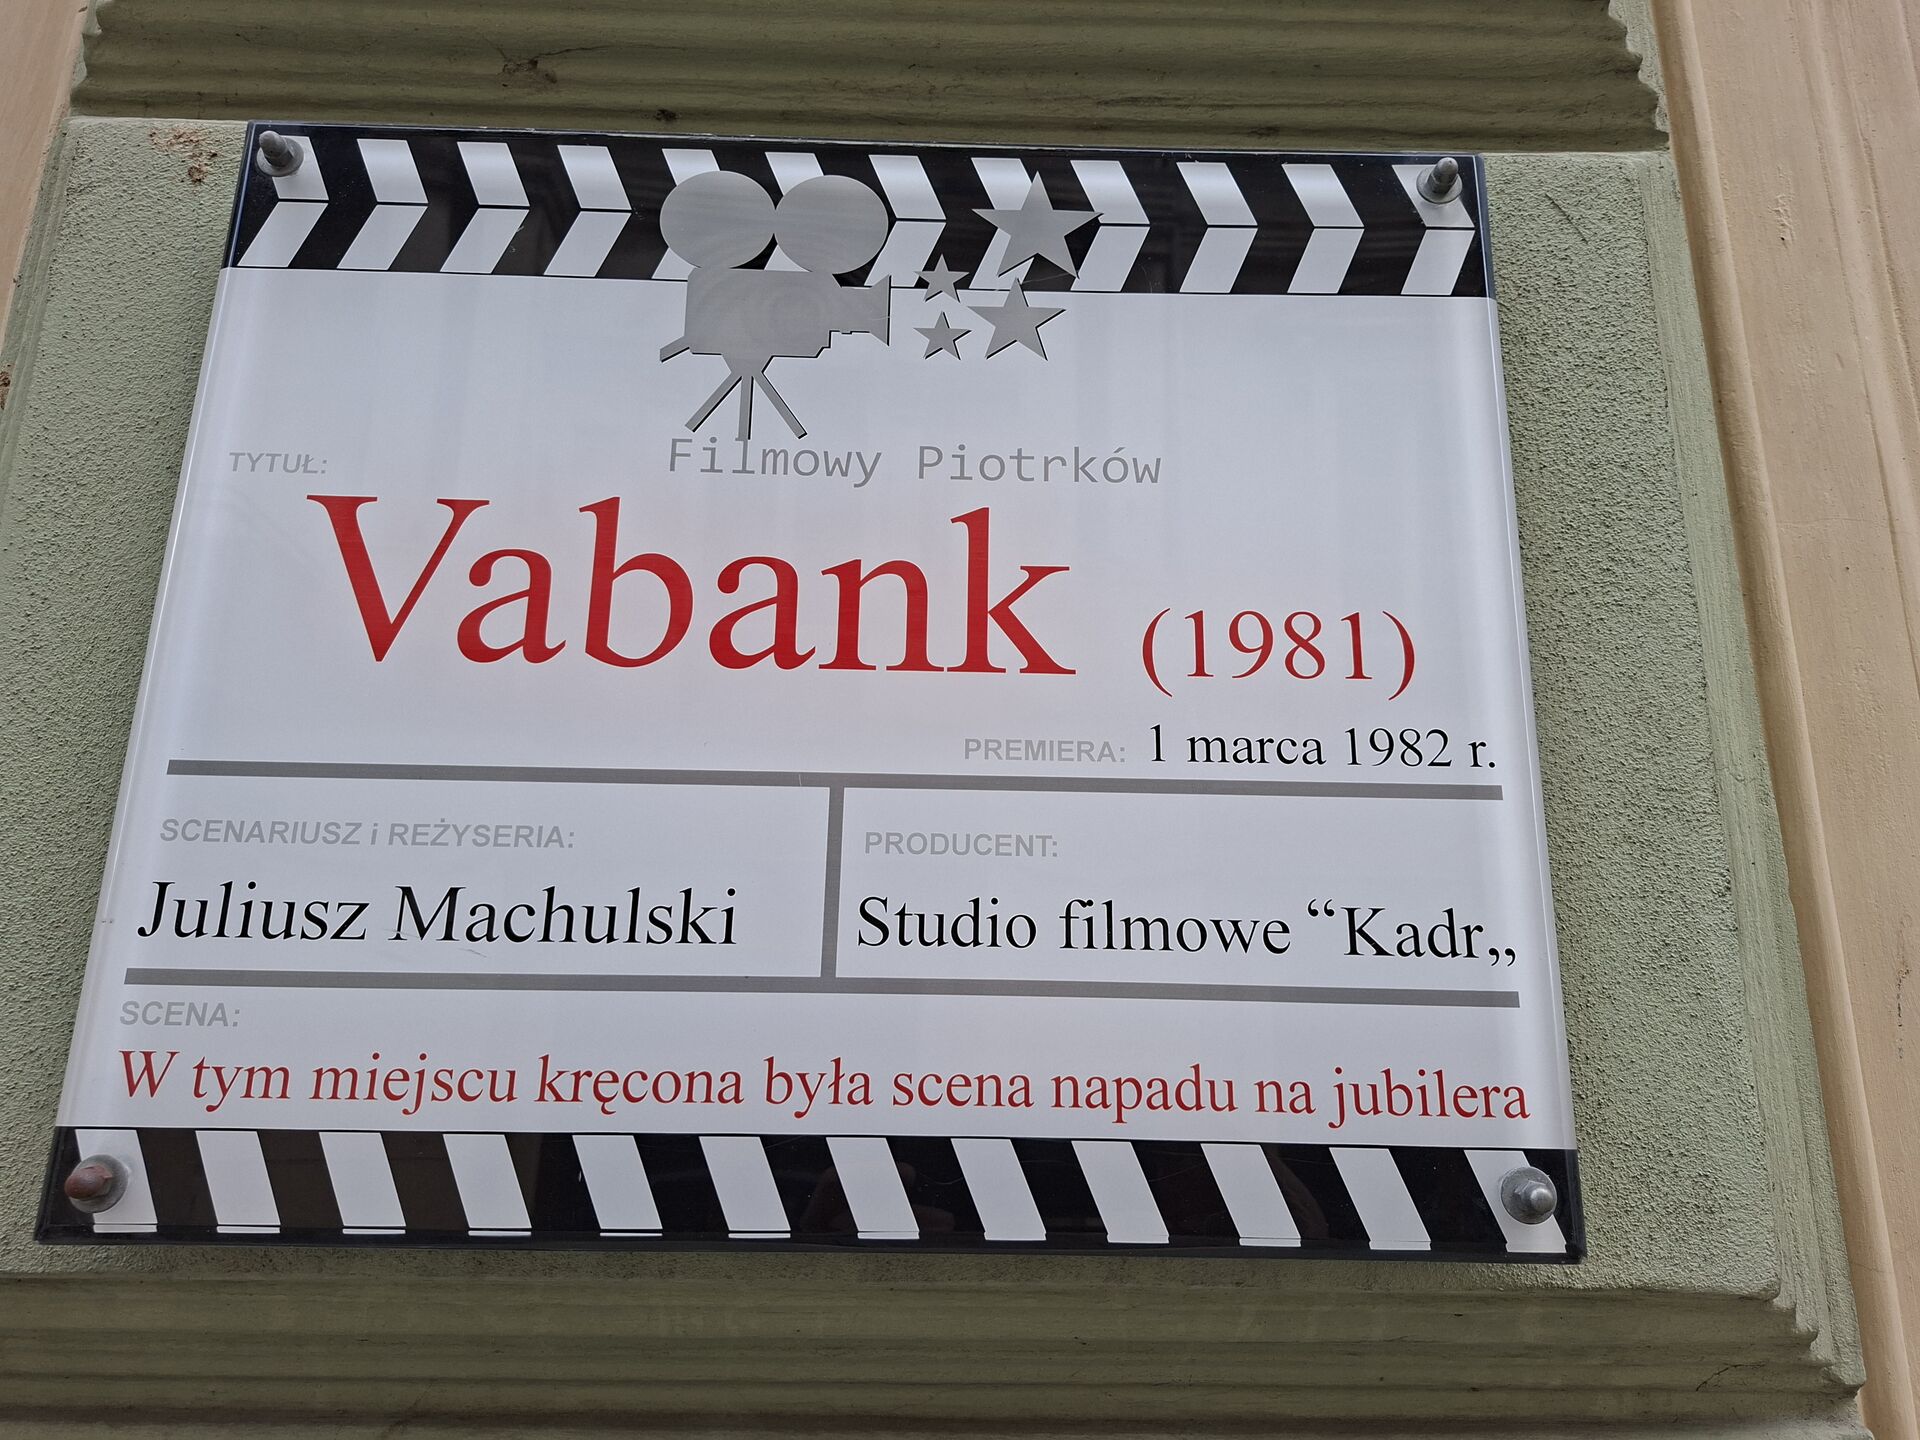 Filmowy Piotrków
TYTUŁ:
Vabank (1981)
PREMIERA: 1 marca 1982 r.
SCENARIUSZ i REŻYSERIA:
Juliusz Machulski
PRODUCENT:
Studio filmowe “Kadr„
SCENA:
W tym miejscu kręcona była scena napadu na jubilera